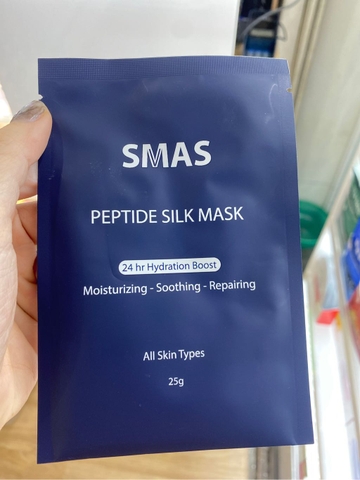 SMAS
PEPTIDE SILK MASK
24 hr Hydration Boost
Moisturizing - Soothing - Repairing
All Skin Types
25g